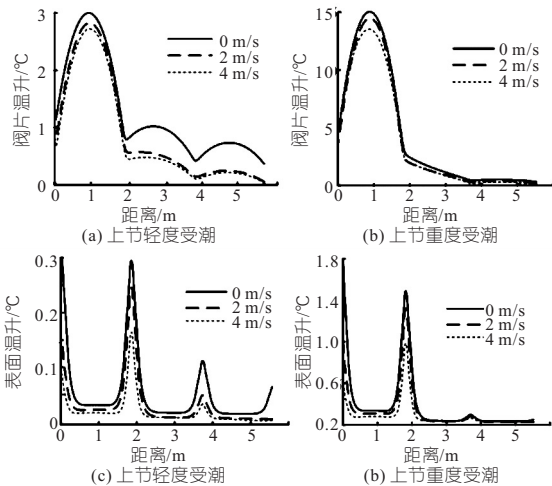 3
2
1
0
阀片温升/℃
0 m/s
2 m/s
4 m/s
0 1 2 3 4 5 6
距离/m
(a) 上节轻度受潮
15
10
5
0
阀片温升/℃
0 m/s
2 m/s
4 m/s
0 1 2 3 4 5 6
距离/m
(b) 上节重度受潮
0.3
0.2
0.1
0
表面温升/℃
0 m/s
2 m/s
4 m/s
0 1 2 3 4 5 6
距离/m
(c) 上节轻度受潮
1.8
1.4
1.0
0.6
0.2
表面温升/℃
0 m/s
2 m/s
4 m/s
0 1 2 3 4 5 6
距离/m
(b) 上节重度受潮